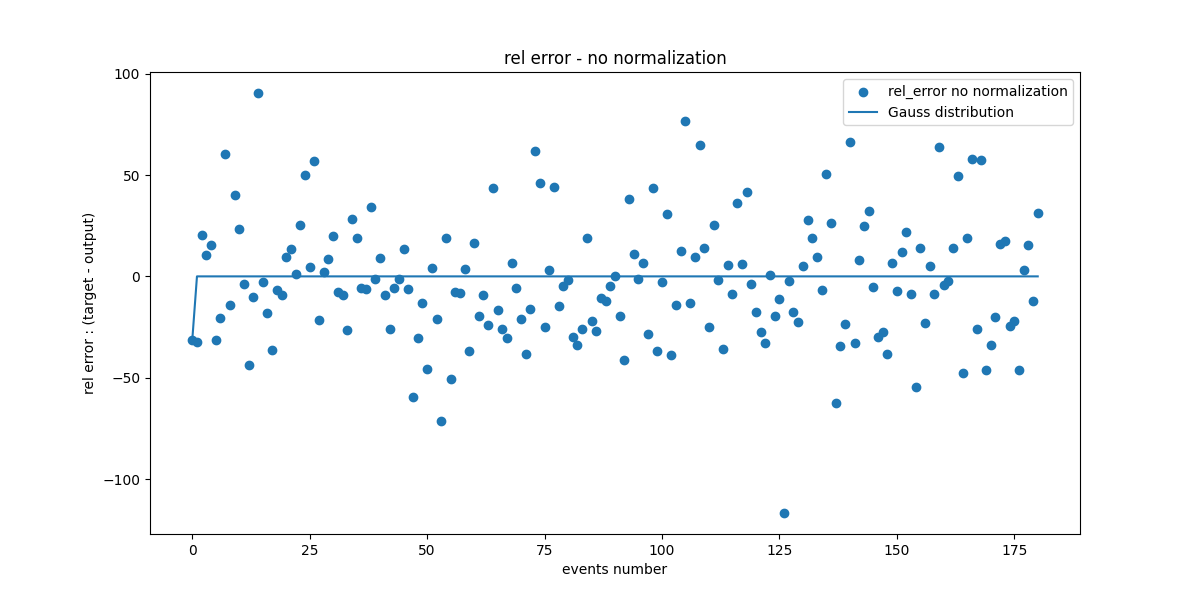 rel error - no normalization
rel_error no normalization
Gauss distribution
rel error : (target - output)
100
50
0
−50
−100
0 25 50 75 100 125 150 175
events number